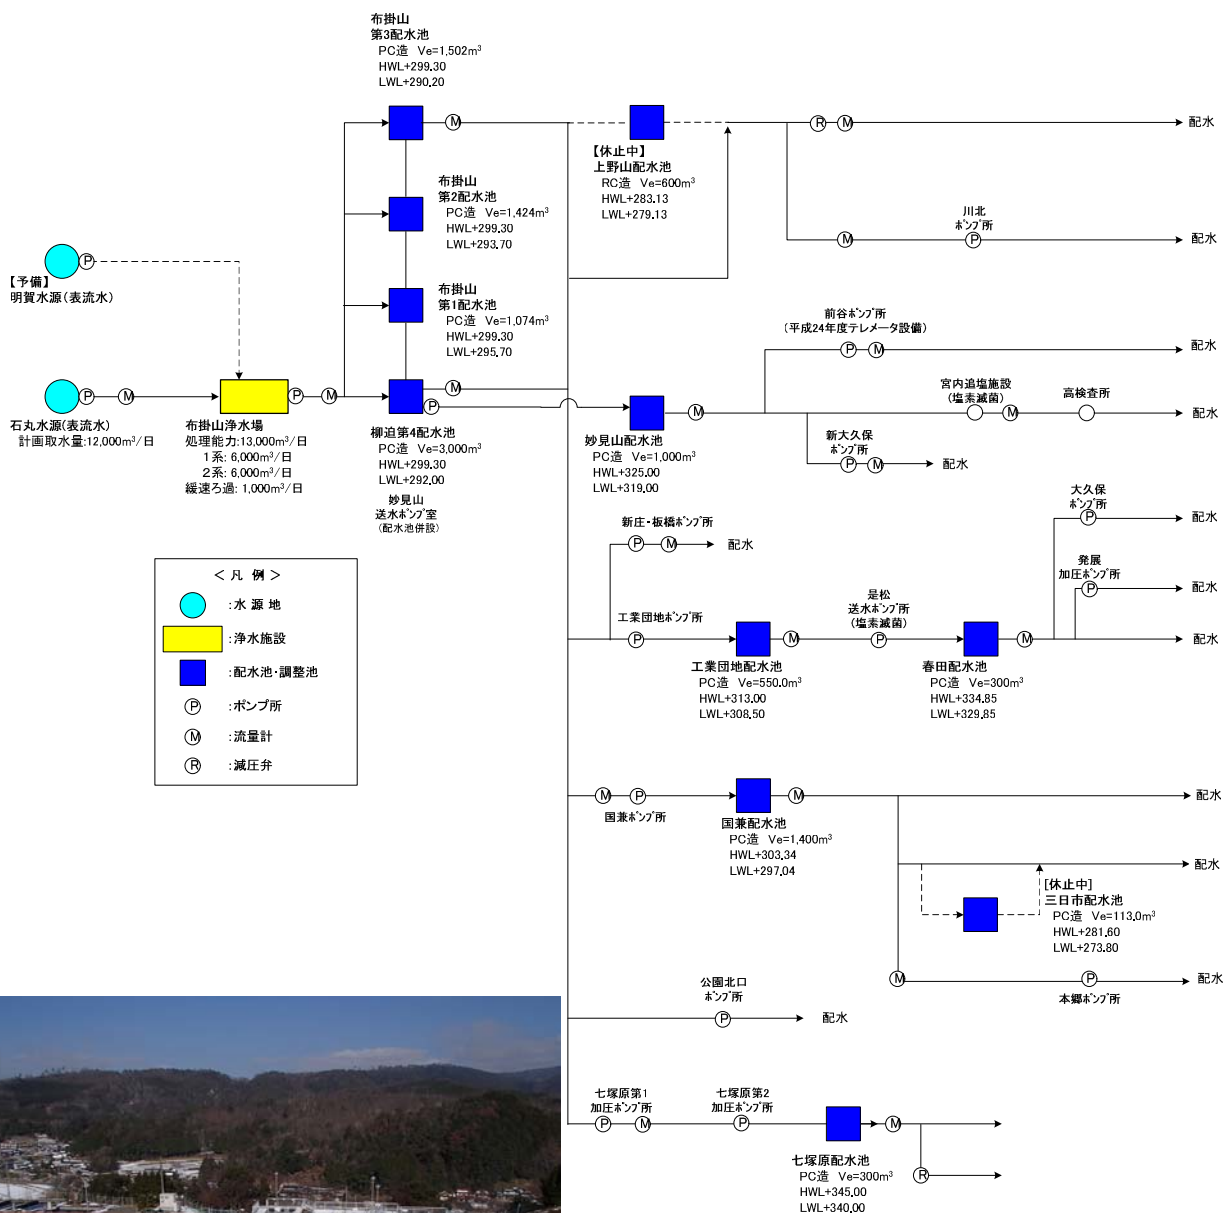 布掛山
第3配水池
PC造 Ve=1,502m³
HWL+299.30
LWL+290.20
M
配水
【休止中】
上野山配水池
RC造 Ve=600m³
HWL+283.13
LWL+279.13
R
M
配水
布掛山
第2配水池
PC造 Ve=1,424m³
HWL+299.30
LWL+293.70
川北
ポンプ所
M
P
配水
【予備】
明賀水源(表流水)
P
布掛山
第1配水池
PC造 Ve=1,074m³
HWL+299.30
LWL+295.70
前谷ポンプ所
(平成24年度テレメータ設備)
P
M
配水
石丸水源(表流水)
計画取水量:12,000m³/日
P
M
布掛山浄水場
処理能力:13,000m³/日
1系: 6,000m³/日
2系: 6,000m³/日
緩速ろ過: 1,000m³/日
P
M
柳迫第4配水池
PC造 Ve=3,000m³
HWL+299.30
LWL+292.00
M
P
妙見山
送水ポンプ室
(配水池併設)
妙見山配水池
PC造 Ve=1,000m³
HWL+325.00
LWL+319.00
M
宮内追塩施設
(塩素滅菌)
M
高検査所
配水
新大久保
ポンプ所
P
M
配水
新庄・板橋ポンプ所
P
M
配水
大久保
ポンプ所
P
配水
発展
加圧ポンプ所
P
配水
工業団地ポンプ所
P
工業団地配水池
PC造 Ve=550.0m³
HWL+313.00
LWL+308.50
M
是松
送水ポンプ所
(塩素滅菌)
P
春田配水池
PC造 Ve=300m³
HWL+334.85
LWL+329.85
M
配水
<凡 例>
:水 源 地
:浄水施設
:配水池・調整池
P :ポンプ所
M :流量計
R :減圧弁
M
P
国兼ポンプ所
国兼配水池
PC造 Ve=1,400m³
HWL+303.34
LWL+297.04
M
配水
配水
[休止中]
三日市配水池
PC造 Ve=113.0m³
HWL+281.60
LWL+273.80
M
P
本郷ポンプ所
配水
公園北口
ポンプ所
P
配水
七塚原第1
加圧ポンプ所
P
M
七塚原第2
加圧ポンプ所
P
七塚原配水池
PC造 Ve=300m³
HWL+345.00
LWL+340.00
M
R